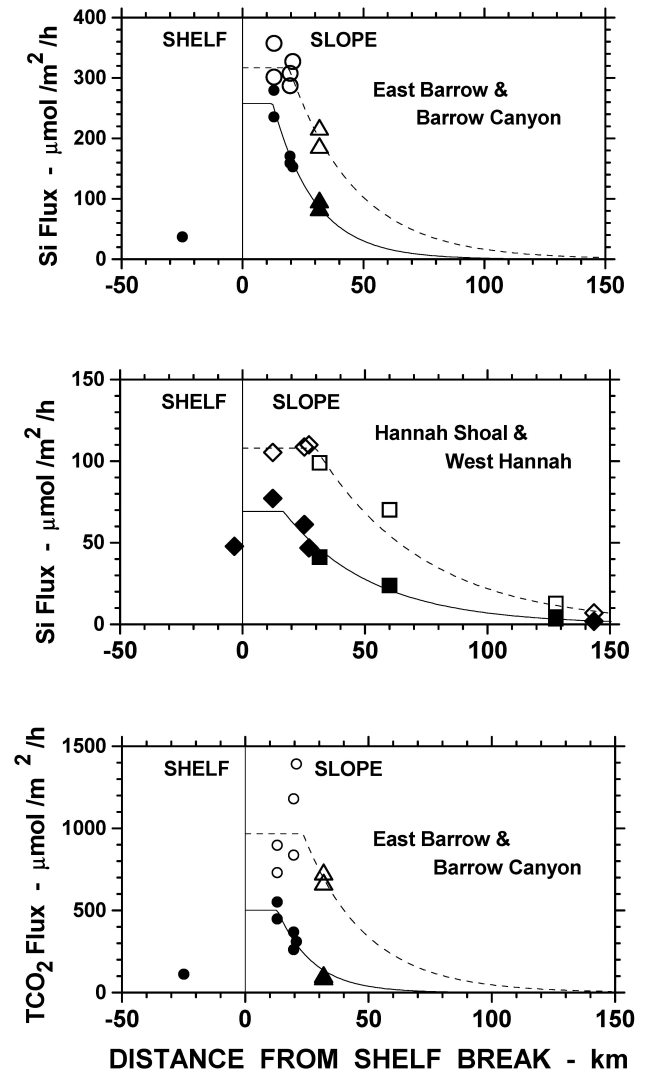 400
300
200
100
0
Si Flux - μmol /m² /h
SHELF
SLOPE
East Barrow &
Barrow Canyon
-50 0 50 100 150
150
100
50
0
Si Flux - μmol /m² /h
SHELF
SLOPE
Hannah Shoal &
West Hannah
-50 0 50 100 150
1500
1000
500
0
TCO₂ Flux - μmol /m² /h
SHELF
SLOPE
East Barrow &
Barrow Canyon
-50 0 50 100 150
DISTANCE FROM SHELF BREAK - km